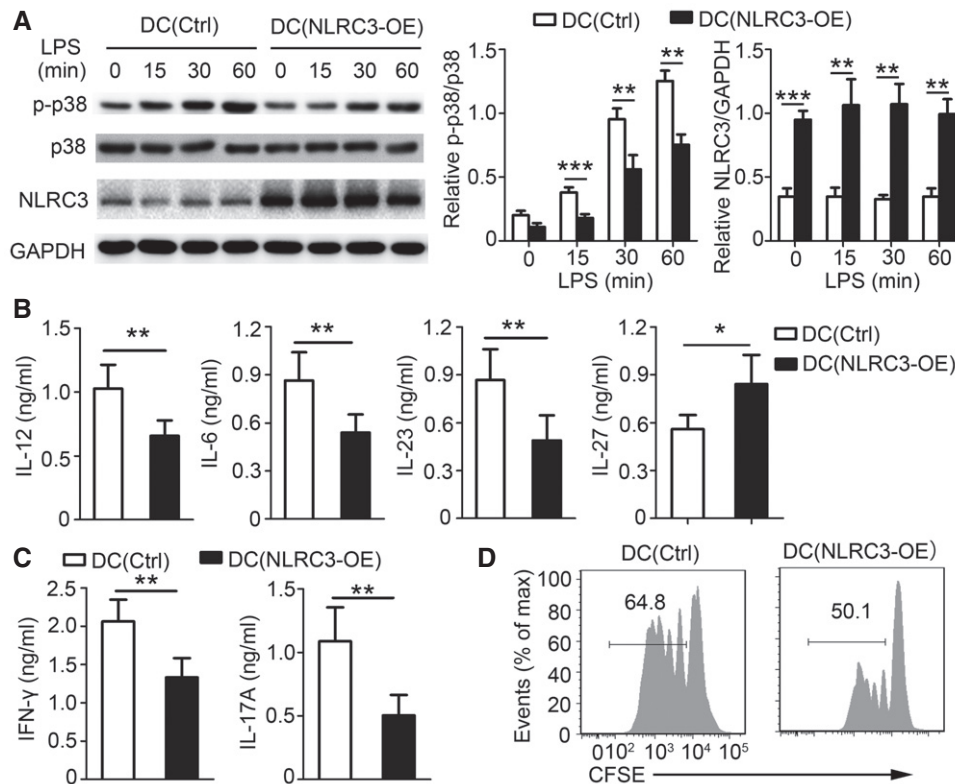 A
DC(Ctrl) DC(NLRC3-OE)
LPS (min) 0 15 30 60 0 15 30 60
p-p38
p38
NLRC3
GAPDH
DC(Ctrl) DC(NLRC3-OE)
Relative p-p38/p38
1.5
1.0
0.5
0
*** ** **
0 15 30 60
LPS (min)
Relative NLRC3/GAPDH
1.5
1.0
0.5
0
*** ** ** **
0 15 30 60
LPS (min)
B
IL-12 (ng/ml)
1.5
1.0
0.5
0
**
IL-6 (ng/ml)
1.2
0.9
0.6
0.3
0
**
IL-23 (ng/ml)
1.2
0.9
0.6
0.3
0
**
IL-27 (ng/ml)
1.2
0.9
0.6
0.3
0
*
DC(Ctrl)
DC(NLRC3-OE)
C
DC(Ctrl) DC(NLRC3-OE)
IFN-γ (ng/ml)
2.5
2.0
1.5
1.0
0.5
0
**
IL-17A (ng/ml)
1.5
1.0
0.5
0
**
D
DC(Ctrl) DC(NLRC3-OE)
Events (% of max)
100
80
60
40
20
0
64.8
50.1
0 10² 10³ 10⁴ 10⁵
CFSE